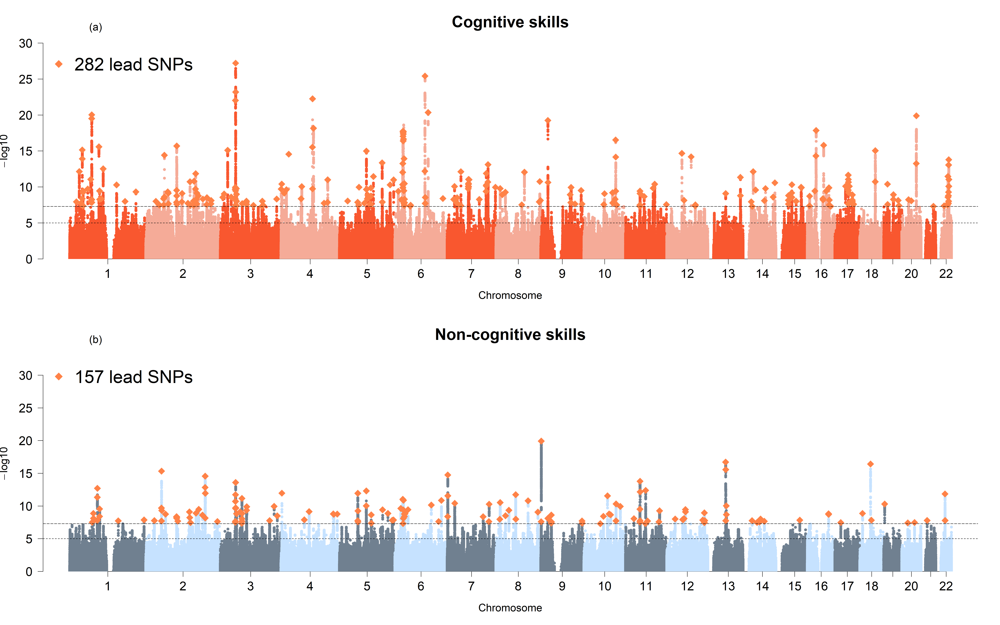 Cognitive skills
(a)
30
282 lead SNPs
25
20
15
−log10
10
5
0
1 2 3 4 5 6 7 8 9 10 11 12 13 14 15 16 17 18 20 22
Chromosome
Non-cognitive skills
(b)
30
157 lead SNPs
25
20
15
−log10
10
5
0
1 2 3 4 5 6 7 8 9 10 11 12 13 14 15 16 17 18 20 22
Chromosome